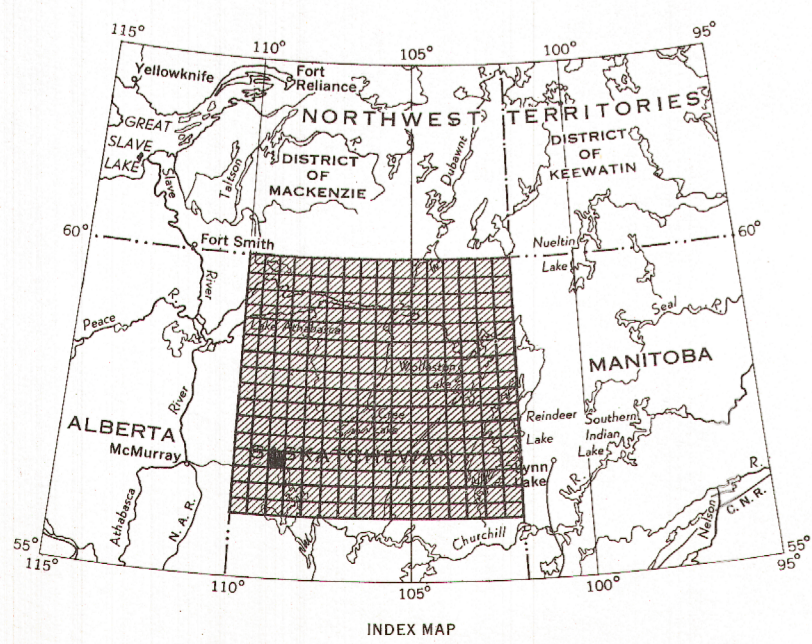 115°
110°
105°
100°
95°
Yellowknife
Fort
Reliance
R.
NORTHWEST TERRITORIES
GREAT
SLAVE
LAKE
Slave
Taltson
R.
DISTRICT
OF
MACKENZIE
Dubawnt
DISTRICT
OF
KEEWATIN
60°
Fort Smith
Nueltin
Lake
60°
River
R.
Peace
Lake Athabasca
Seal R.
Wollaston
Lake
MANITOBA
River
Cree
Lake
Reindeer
Lake
Southern
Indian
Lake
ALBERTA
McMurray
SASKATCHEWAN
Lynn
Lake
R.
R.
Athabasca
N. A. R.
Nelson
C. N. R.
Churchill
55°
115°
110°
105°
100°
55°
95°
INDEX MAP